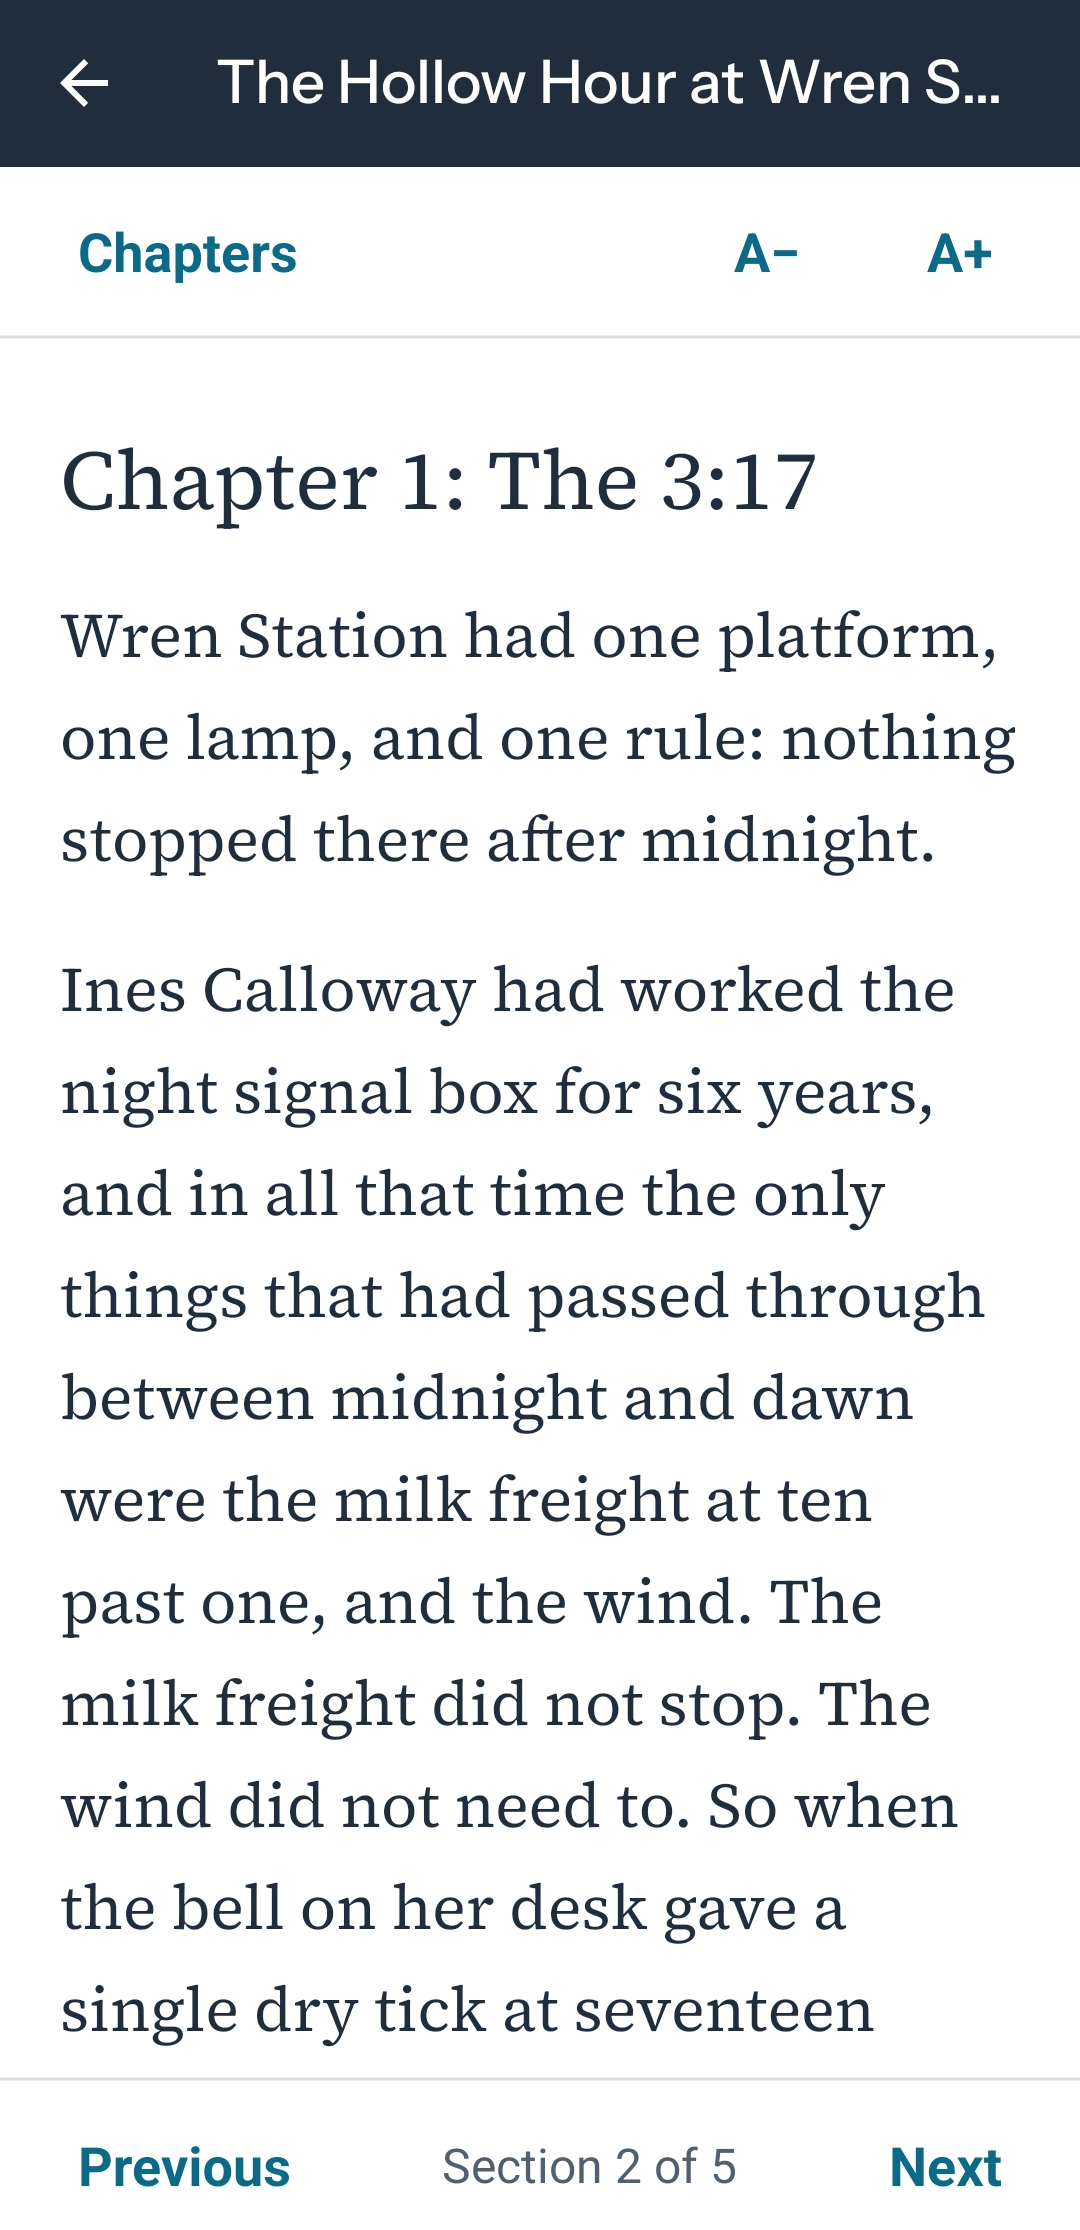 The Hollow Hour at Wren S...
Chapters A− A+
Chapter 1: The 3:17
Wren Station had one platform,
one lamp, and one rule: nothing
stopped there after midnight.
Ines Calloway had worked the
night signal box for six years,
and in all that time the only
things that had passed through
between midnight and dawn
were the milk freight at ten
past one, and the wind. The
milk freight did not stop. The
wind did not need to. So when
the bell on her desk gave a
single dry tick at seventeen
Previous Section 2 of 5 Next